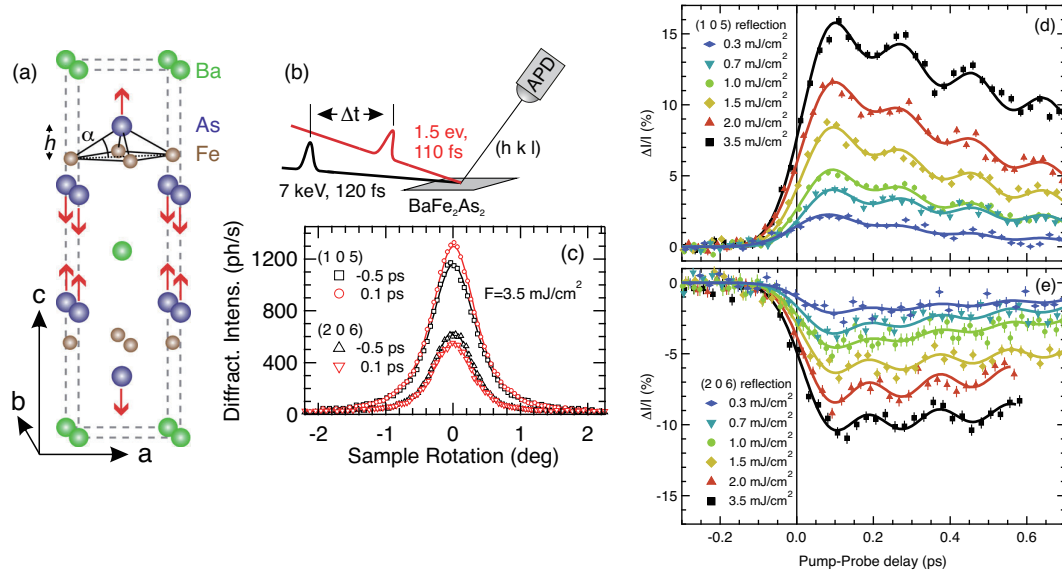 (a)
Ba
As
Fe
h
α
c
b
a
(b)
Δt
1.5 ev,
110 fs
7 keV, 120 fs
APD
(h k l)
BaFe₂As₂
(c)
Diffract. Intens. (ph/s)
1200
900
600
300
0
(1 0 5)
-0.5 ps
0.1 ps
F=3.5 mJ/cm²
(2 0 6)
-0.5 ps
0.1 ps
-2 -1 0 1 2
Sample Rotation (deg)
(d)
ΔI/I (%)
15
10
5
0
(1 0 5) reflection
0.3 mJ/cm²
0.7 mJ/cm²
1.0 mJ/cm²
1.5 mJ/cm²
2.0 mJ/cm²
3.5 mJ/cm²
(e)
ΔI/I (%)
0
-5
-10
-15
(2 0 6) reflection
0.3 mJ/cm²
0.7 mJ/cm²
1.0 mJ/cm²
1.5 mJ/cm²
2.0 mJ/cm²
3.5 mJ/cm²
-0.2 0.0 0.2 0.4 0.6
Pump-Probe delay (ps)